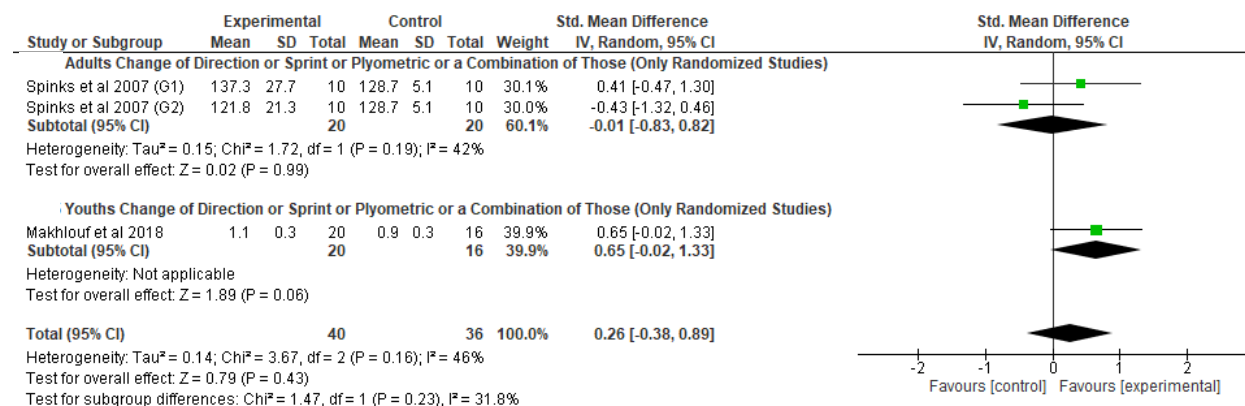 Experimental Control Std. Mean Difference Std. Mean Difference
Study or Subgroup Mean SD Total Mean SD Total Weight IV, Random, 95% CI IV, Random, 95% CI
Adults Change of Direction or Sprint or Plyometric or a Combination of Those (Only Randomized Studies)
Spinks et al 2007 (G1) 137.3 27.7 10 128.7 5.1 10 30.1% 0.41 [-0.47, 1.30]
Spinks et al 2007 (G2) 121.8 21.3 10 128.7 5.1 10 30.0% -0.43 [-1.32, 0.46]
Subtotal (95% CI) 20 20 60.1% -0.01 [-0.83, 0.82]
Heterogeneity: Tau² = 0.15; Chi² = 1.72, df = 1 (P = 0.19); I² = 42%
Test for overall effect: Z = 0.02 (P = 0.99)
Youths Change of Direction or Sprint or Plyometric or a Combination of Those (Only Randomized Studies)
Makhlouf et al 2018 1.1 0.3 20 0.9 0.3 16 39.9% 0.65 [-0.02, 1.33]
Subtotal (95% CI) 20 16 39.9% 0.65 [-0.02, 1.33]
Heterogeneity: Not applicable
Test for overall effect: Z = 1.89 (P = 0.06)
Total (95% CI) 40 36 100.0% 0.26 [-0.38, 0.89]
Heterogeneity: Tau² = 0.14; Chi² = 3.67, df = 2 (P = 0.16); I² = 46%
Test for overall effect: Z = 0.79 (P = 0.43)
Test for subgroup differences: Chi² = 1.47, df = 1 (P = 0.23), I² = 31.8%
-2 -1 0 1 2
Favours [control] Favours [experimental]